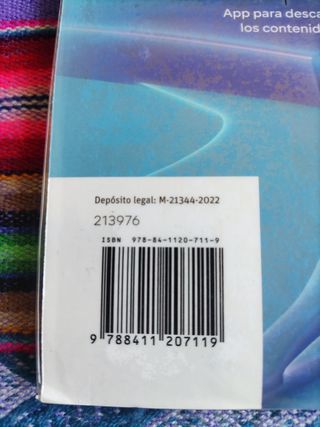 App para desca
los contenid
Depósito legal: M-21344-2022
213976
ISBN 978-84-1120-711-9
9 788411 207119